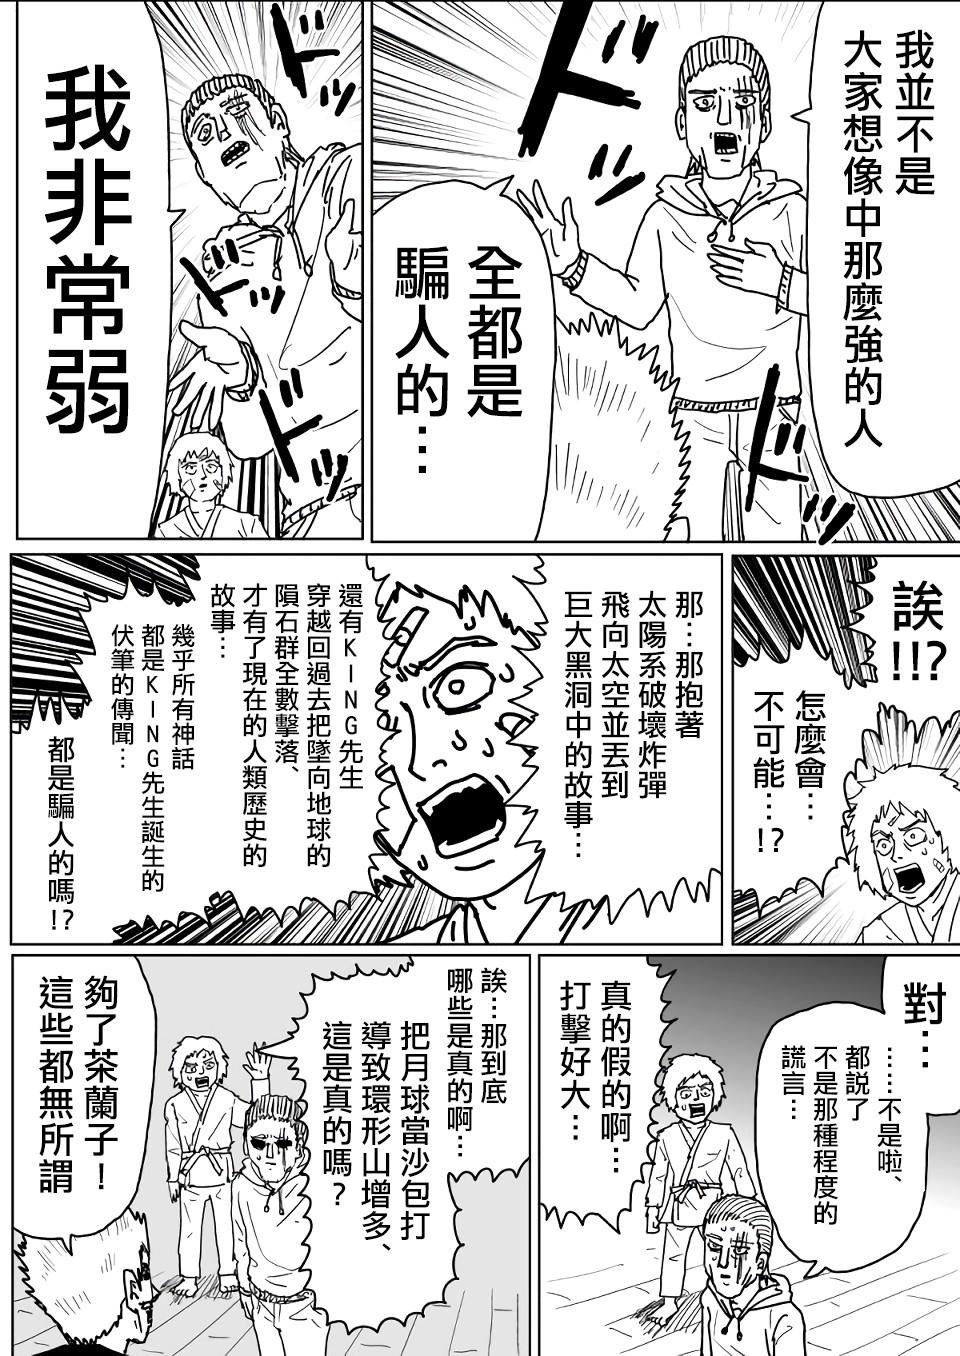 我並不是
大家想像中那麼強的人
全都是
騙人的…
ドドドド
我非常弱
ドドドド
誒!!?
怎麼會…
不可能…!?
那…那抱著
太陽系破壞炸彈
飛向太空並丟到
巨大黑洞中的故事…
還有KING先生
穿越回過去把墜向地球的
隕石群全數擊落、
才有了現在的人類歷史的
故事…
幾乎所有神話
都是KING先生誕生的
伏筆的傳聞…
都是騙人的嗎!?
對…
……不是啦、
都説了
不是那種程度的
謊言…
真的假的啊…
打擊好大…
誒…那到底
哪些是真的啊…
把月球當沙包打
導致環形山增多、
這是真的嗎？
夠了茶蘭子！
這些都無所謂